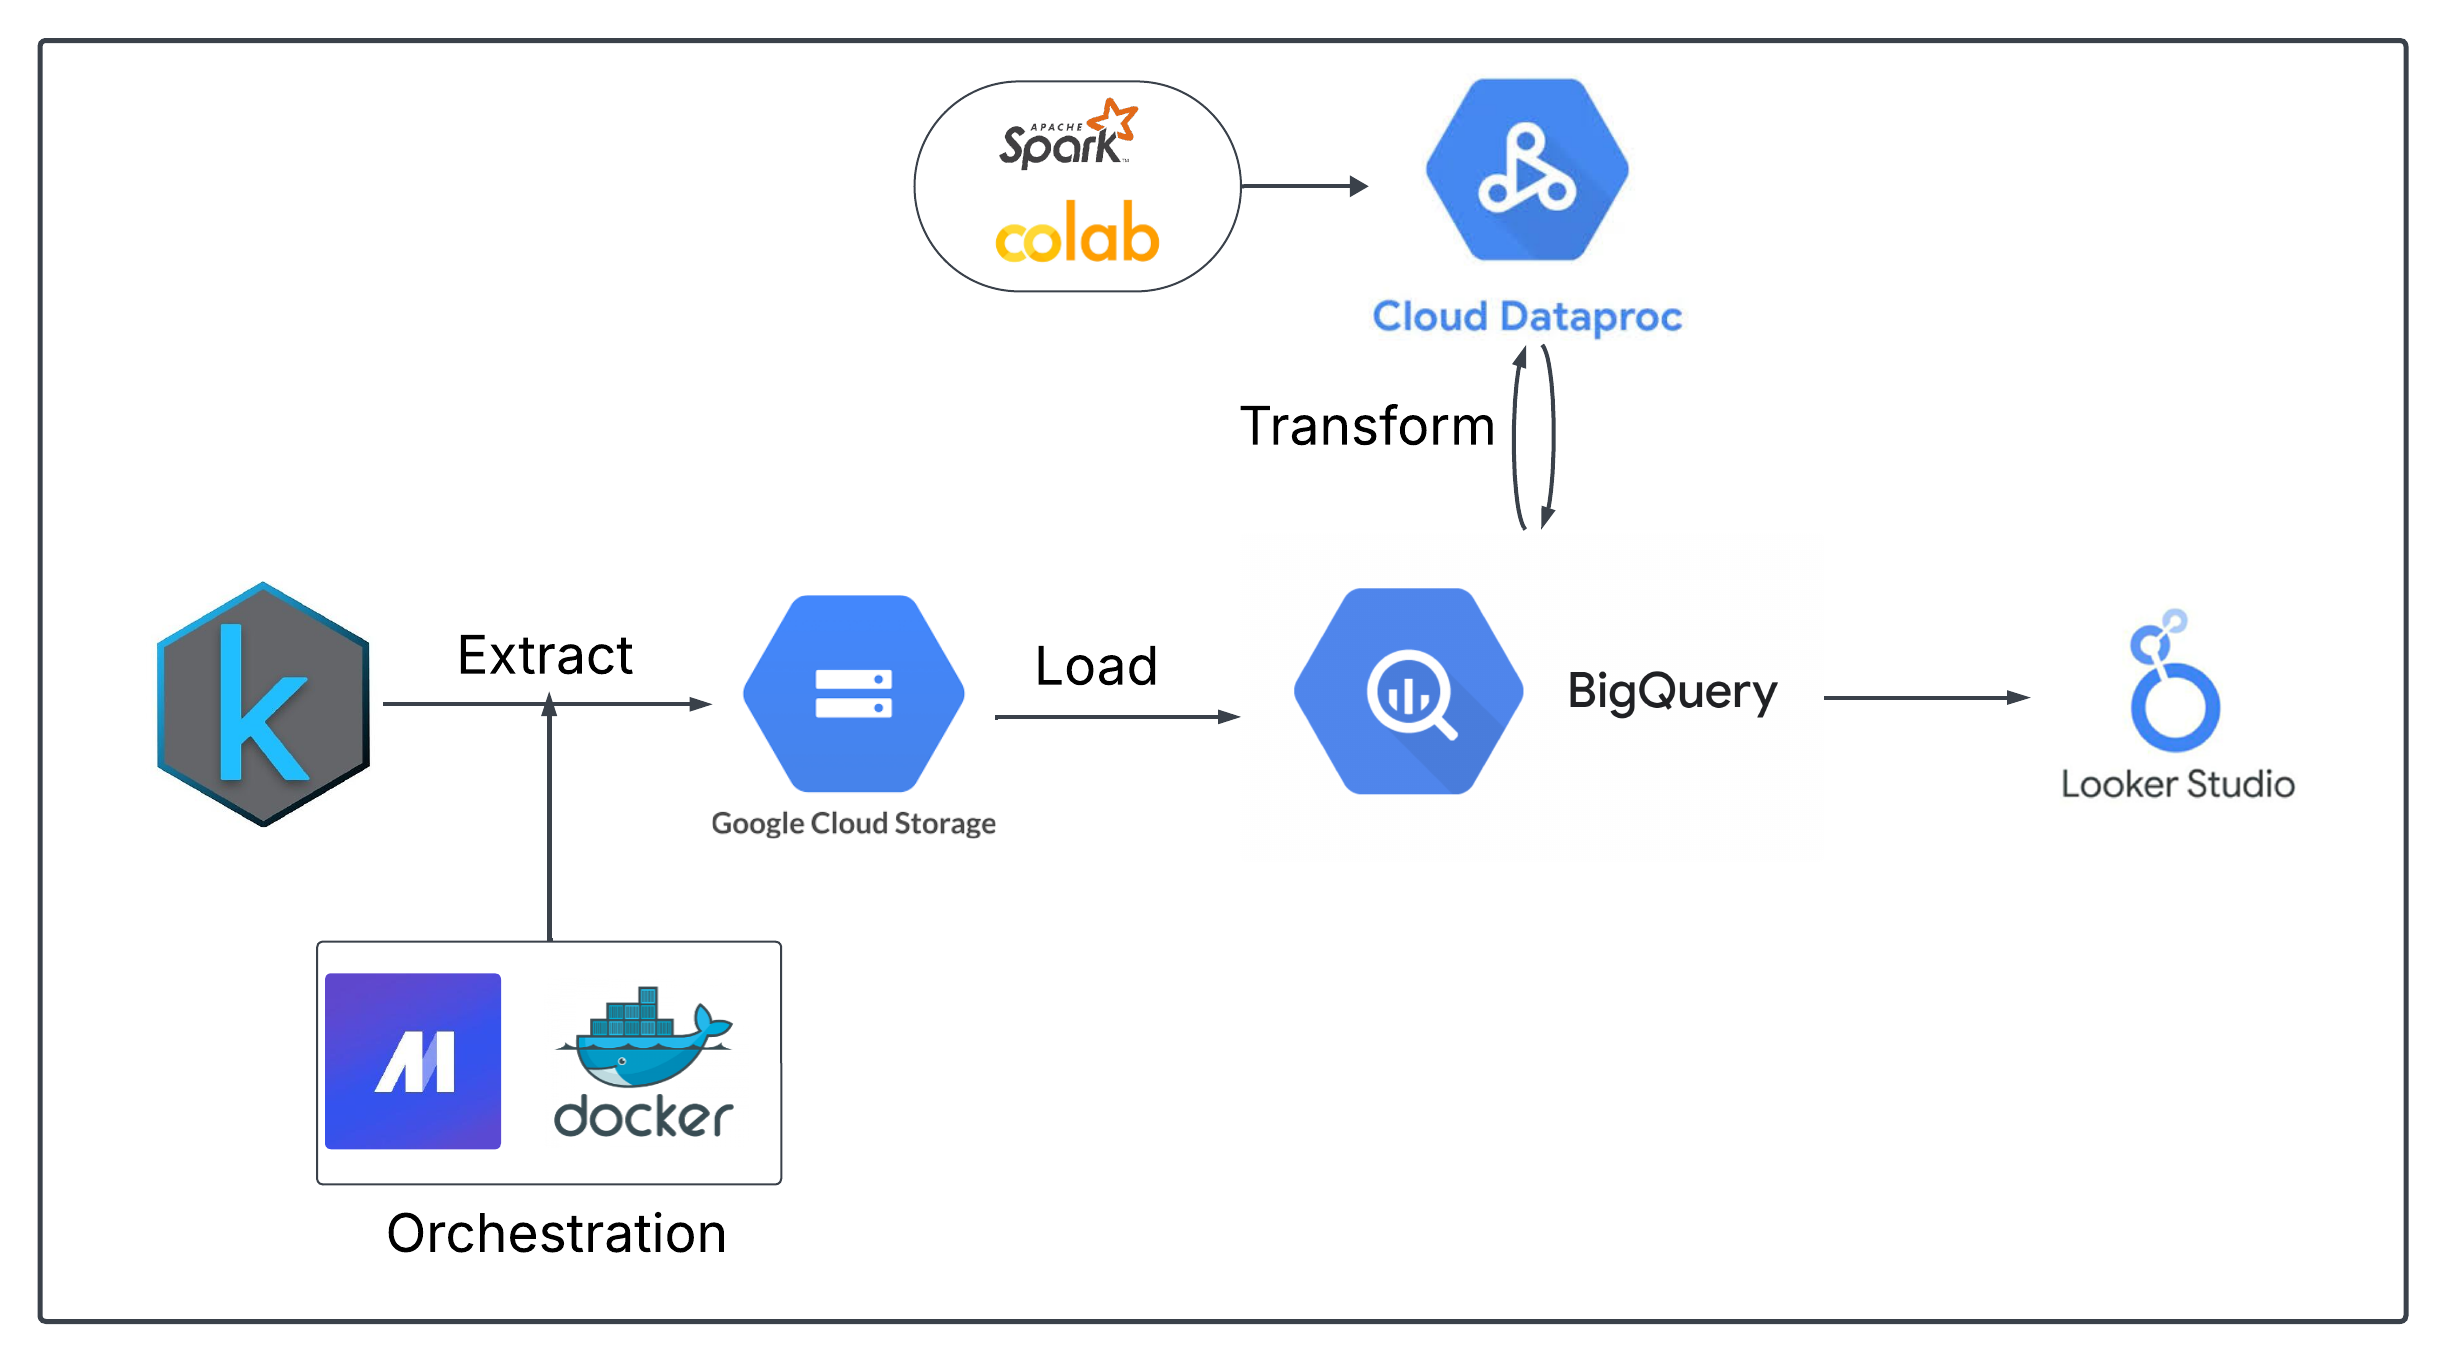 APACHE
Spark
colab
Cloud Dataproc
Transform
k
Extract
Google Cloud Storage
Load
BigQuery
Looker Studio
M
docker
Orchestration